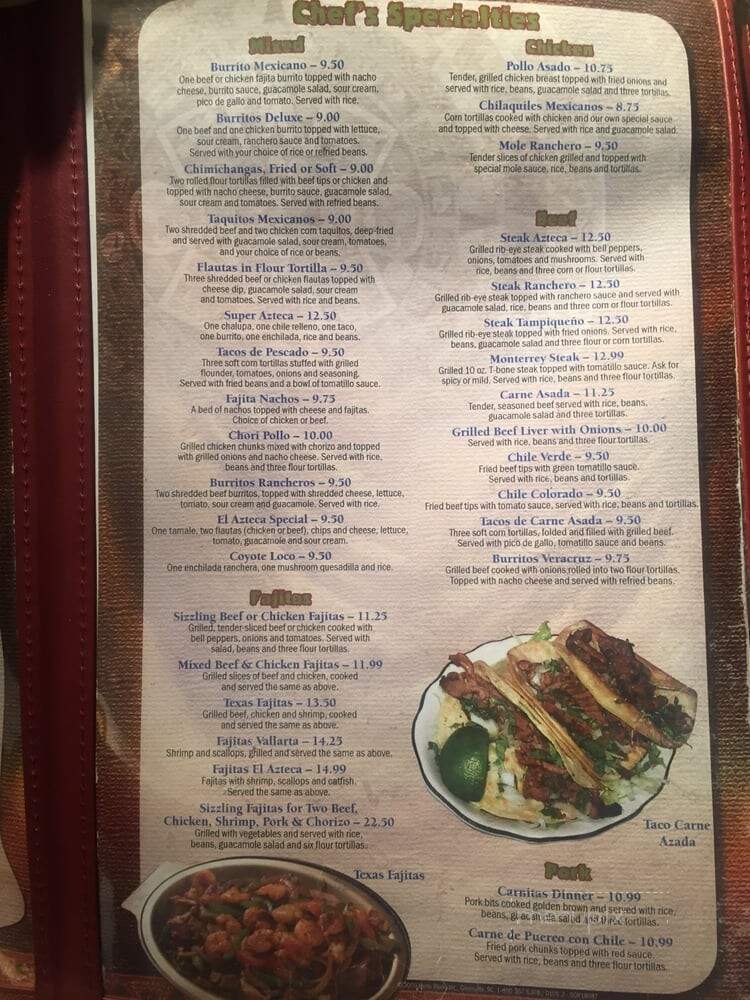 Chef's Specialties
Mixed
Burrito Mexicano – 9.50
One beef or chicken fajita burrito topped with nacho
cheese, burrito sauce, guacamole salad, sour cream,
pico de gallo and tomato. Served with rice.
Burritos Deluxe – 9.00
One beef and one chicken burrito topped with lettuce,
sour cream, ranchero sauce and tomatoes.
Served with your choice of rice or refried beans.
Chimichangas, Fried or Soft – 9.00
Two rolled flour tortillas filled with beef tips or chicken and
topped with nacho cheese, burrito sauce, guacamole salad,
sour cream and tomatoes. Served with refried beans.
Taquitos Mexicanos – 9.00
Two shredded beef and two chicken corn taquitos, deep-fried
and served with guacamole salad, sour cream, tomatoes,
and your choice of rice or beans.
Flautas in Flour Tortilla – 9.50
Three shredded beef or chicken flautas topped with
cheese dip, guacamole salad, sour cream
and tomatoes. Served with rice and beans.
Super Azteca – 12.50
One chalupa, one chile relleno, one taco,
one burrito, one enchilada, rice and beans.
Tacos de Pescado – 9.50
Three soft corn tortillas stuffed with grilled
flounder, tomatoes, onions and seasoning.
Served with fried beans and a bowl of tomatillo sauce.
Fajita Nachos – 9.75
A bed of nachos topped with cheese and fajitas.
Choice of chicken or beef.
Chori Pollo – 10.00
Grilled chicken chunks mixed with chorizo and topped
with grilled onions and nacho cheese. Served with rice,
beans and three flour tortillas.
Burritos Rancheros – 9.50
Two shredded beef burritos, topped with shredded cheese, lettuce,
tomato, sour cream and guacamole. Served with rice.
El Azteca Special – 9.50
One tamale, two flautas (chicken or beef), chips and cheese, lettuce,
tomato, guacamole and sour cream.
Coyote Loco – 9.50
One enchilada ranchera, one mushroom quesadilla and rice.
Fajitas
Sizzling Beef or Chicken Fajitas – 11.25
Grilled, tender sliced beef or chicken cooked with
bell peppers, onions and tomatoes. Served with
salad, beans and three flour tortillas.
Mixed Beef & Chicken Fajitas – 11.99
Grilled slices of beef and chicken, cooked
and served the same as above.
Texas Fajitas – 13.50
Grilled beef, chicken and shrimp, cooked
and served the same as above.
Fajitas Vallarta – 14.25
Shrimp and scallops, grilled and served the same as above.
Fajitas El Azteca – 14.99
Fajitas with shrimp, scallops and catfish.
Served the same as above.
Sizzling Fajitas for Two Beef,
Chicken, Shrimp, Pork & Chorizo – 22.50
Grilled with vegetables and served with rice,
beans, guacamole salad and six flour tortillas.
Texas Fajitas
Chicken
Pollo Asado – 10.75
Tender, grilled chicken breast topped with fried onions and
served with rice, beans, guacamole salad and three tortillas.
Chilaquiles Mexicanos – 8.75
Corn tortillas cooked with chicken and our own special sauce
and topped with cheese. Served with rice and guacamole salad.
Mole Ranchero – 9.50
Tender slices of chicken grilled and topped with
special mole sauce, rice, beans and tortillas.
Beef
Steak Azteca – 12.50
Grilled rib-eye steak cooked with bell peppers,
onions, tomatoes and mushrooms. Served with
rice, beans and three corn or flour tortillas.
Steak Ranchero – 12.50
Grilled rib-eye steak topped with ranchero sauce and served with
guacamole salad, rice, beans and three corn or flour tortillas.
Steak Tampiqueño – 12.50
Grilled rib-eye steak topped with fried onions. Served with rice,
beans, guacamole salad and three flour or corn tortillas.
Monterrey Steak – 12.99
Grilled 10 oz. T-bone steak topped with tomatillo sauce. Ask for
spicy or mild. Served with rice, beans and three flour tortillas.
Carne Asada – 11.25
Tender, seasoned beef served with rice, beans,
guacamole salad and three tortillas.
Grilled Beef Liver with Onions – 10.00
Served with rice, beans and three flour tortillas.
Chile Verde – 9.50
Fried beef tips with green tomatillo sauce.
Served with rice, beans and tortillas.
Chile Colorado – 9.50
Fried beef tips with tomato sauce, served with rice, beans and tortillas.
Tacos de Carne Asada – 9.50
Three soft corn tortillas, folded and filled with grilled beef.
Served with pico de gallo, tomatillo sauce and beans.
Burritos Veracruz – 9.75
Grilled beef cooked with onions rolled into two flour tortillas.
Topped with nacho cheese and served with refried beans.
Taco Carne
Azada
Pork
Carnitas Dinner – 10.99
Pork bits cooked golden brown and served with rice,
beans, guacamole salad and three tortillas.
Carne de Puerco con Chile – 10.99
Fried pork chunks topped with red sauce.
Served with rice, beans and three flour tortillas.